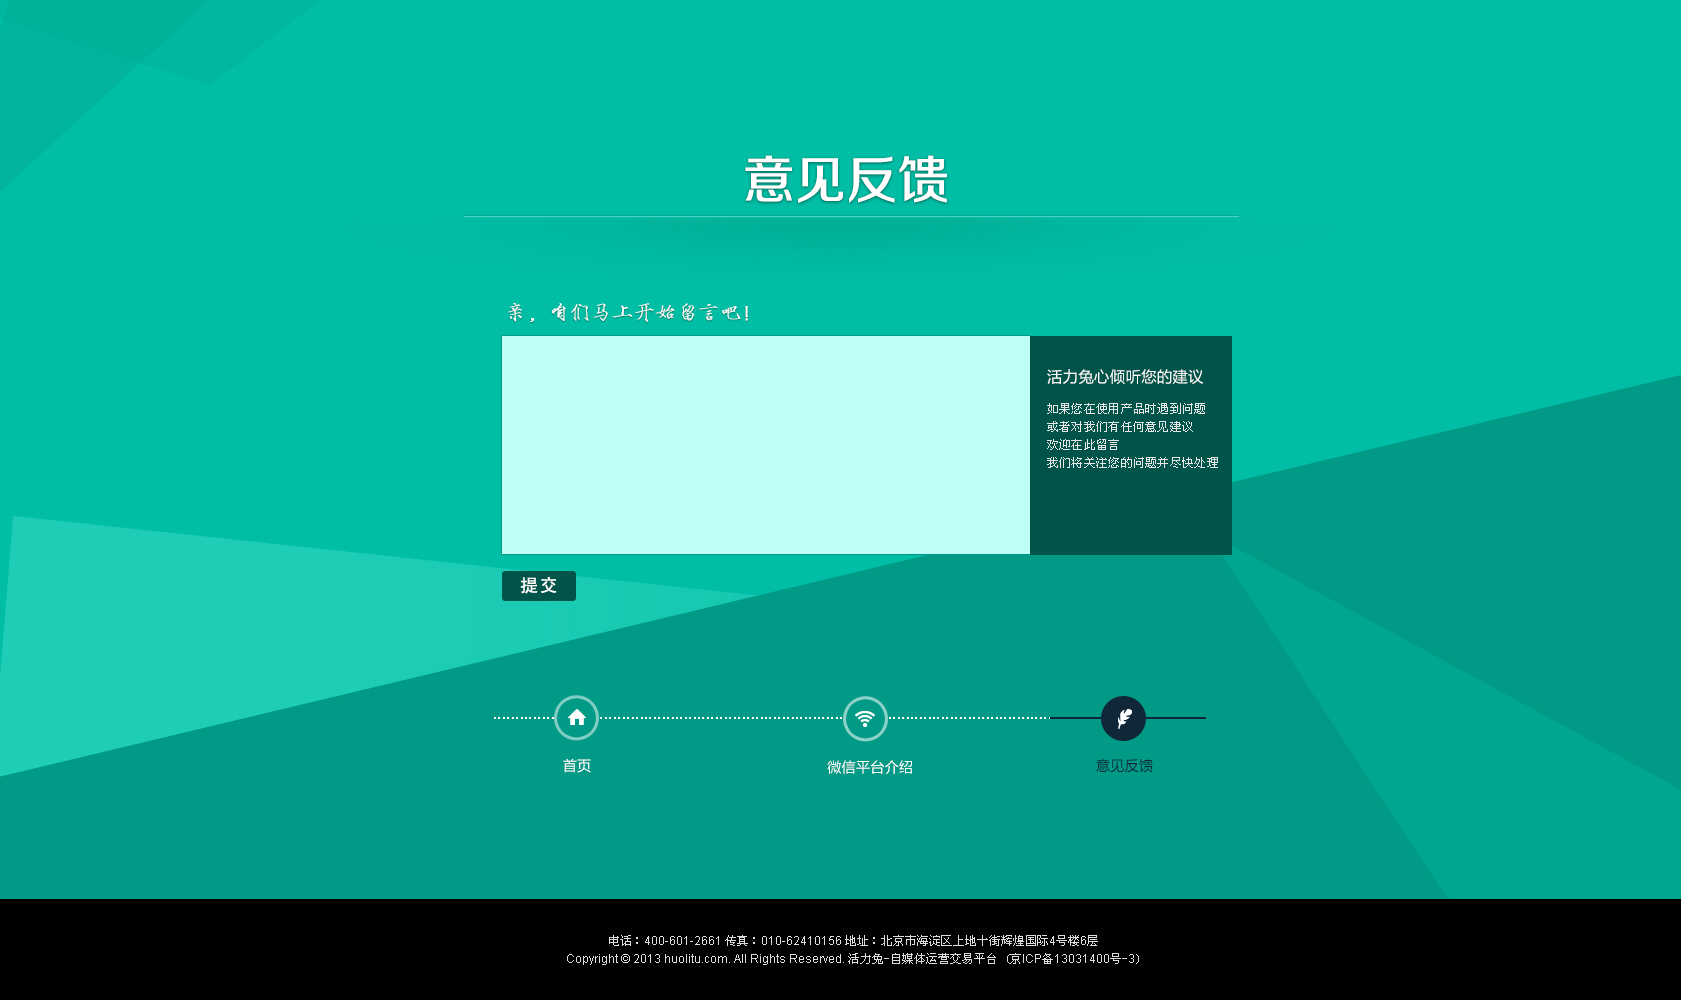 意见反馈
亲，咱们马上开始留言吧!
活力兔心倾听您的建议
如果您在使用产品时遇到问题
或者对我们有任何意见建议
欢迎在此留言
我们将关注您的问题并尽快处理
提 交
首页
微信平台介绍
意见反馈
电话：400-601-2661 传真：010-62410156 地址：北京市海淀区上地十街辉煌国际4号楼6层
Copyright © 2013 huolitu.com. All Rights Reserved. 活力兔-自媒体运营交易平台 (京ICP备13031400号-3)